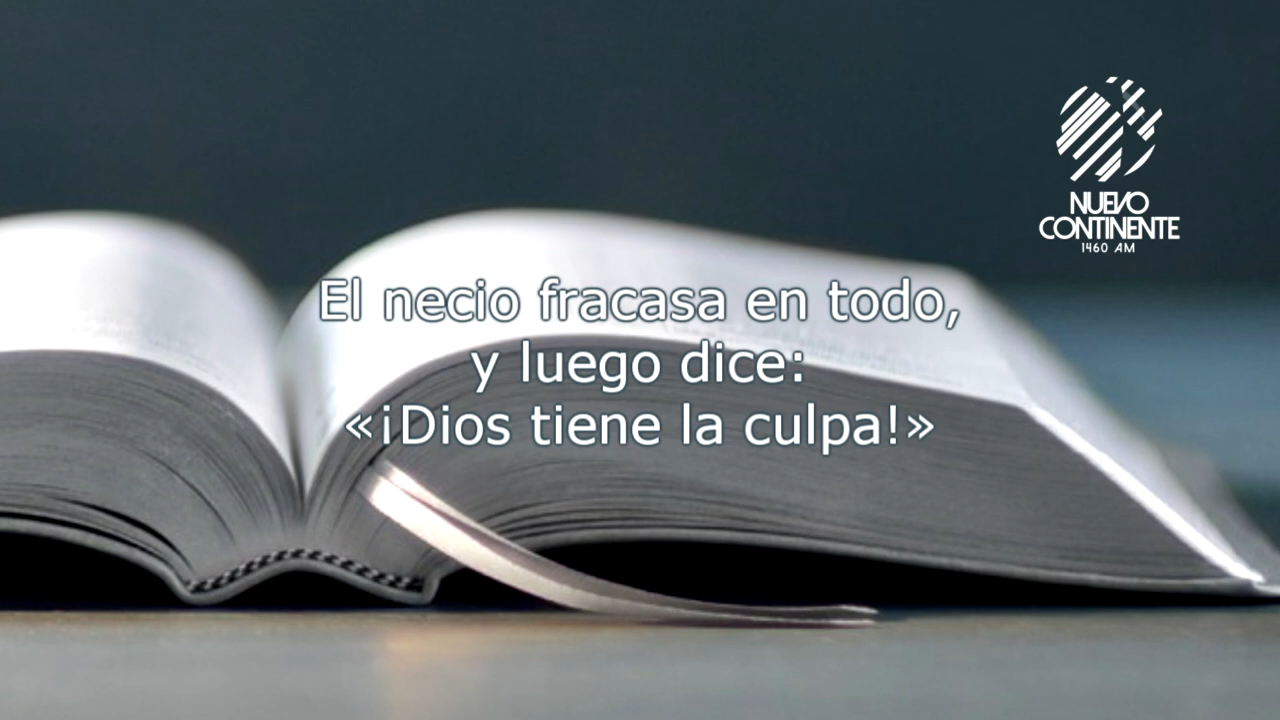 NUEVO
CONTINENTE
1460 AM
El necio fracasa en todo,
y luego dice:
«¡Dios tiene la culpa!»